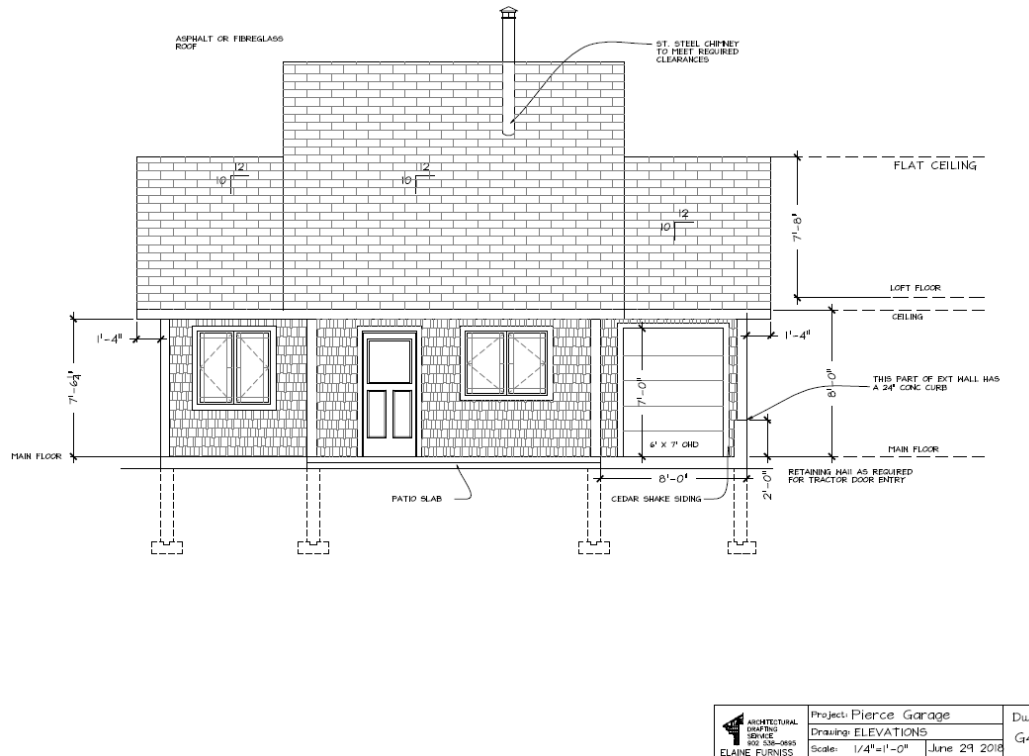 ASPHALT OR FIBREGLASS
ROOF
ST. STEEL CHIMNEY
TO MEET REQUIRED
CLEARANCES
12
10
12
10
12
10
FLAT CEILING
7'-8"
LOFT FLOOR
CEILING
1'-4"
1'-4"
7'-6½"
7'-0"
8'-0"
THIS PART OF EXT WALL HAS
A 24" CONC CURB
6' X 7' OHD
MAIN FLOOR
MAIN FLOOR
RETAINING WALL AS REQUIRED
FOR TRACTOR DOOR ENTRY
8'-0"
2'-0"
PATIO SLAB
CEDAR SHAKE SIDING
ARCHITECTURAL
DRAFTING
SERVICE
902 538-0895
ELAINE FURNISS
Project: Pierce Garage
Drawing: ELEVATIONS
Scale: 1/4"=1'-0"
June 29 2018